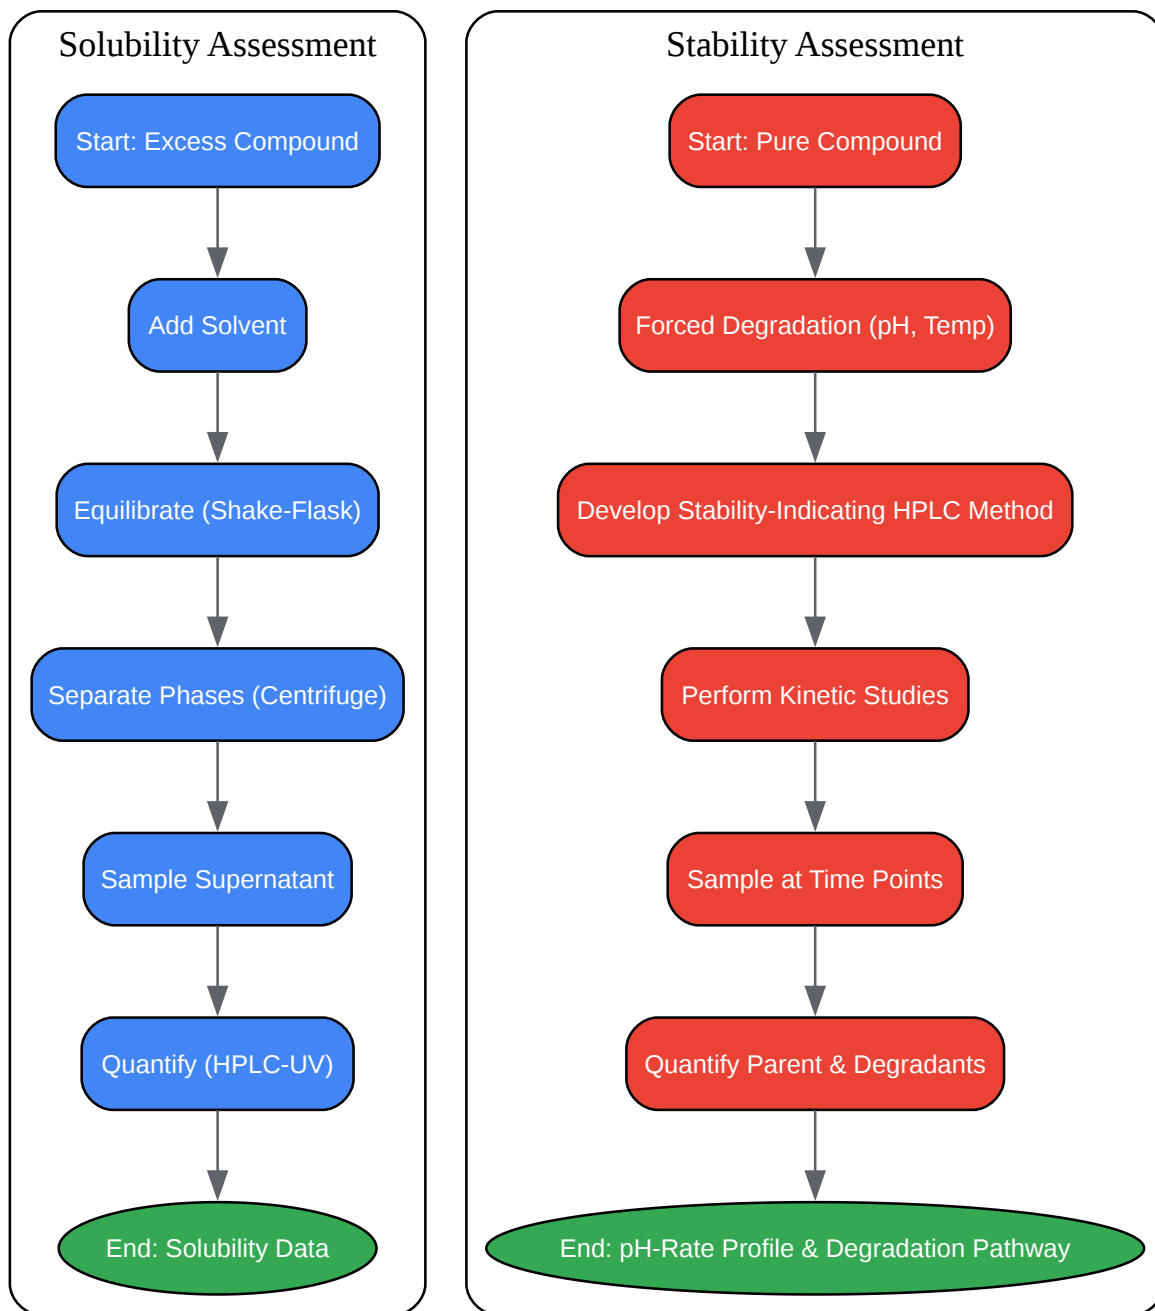 Solubility Assessment
Start: Excess Compound
Add Solvent
Equilibrate (Shake-Flask)
Separate Phases (Centrifuge)
Sample Supernatant
Quantify (HPLC-UV)
End: Solubility Data
Stability Assessment
Start: Pure Compound
Forced Degradation (pH, Temp)
Develop Stability-Indicating HPLC Method
Perform Kinetic Studies
Sample at Time Points
Quantify Parent & Degradants
End: pH-Rate Profile & Degradation Pathway